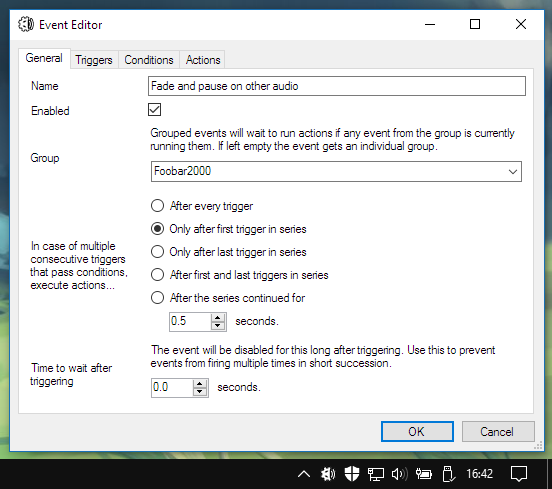 Event Editor
General
Triggers
Conditions
Actions
Name
Fade and pause on other audio
Enabled
Grouped events will wait to run actions if any event from the group is currently
running them. If left empty the event gets an individual group.
Group
Foobar2000
After every trigger
Only after first trigger in series
Only after last trigger in series
After first and last triggers in series
After the series continued for
0.5
seconds.
In case of multiple
consecutive triggers
that pass conditions,
execute actions...
The event will be disabled for this long after triggering. Use this to prevent
events from firing multiple times in short succession.
Time to wait after
triggering
0.0
seconds.
OK
Cancel
16:42